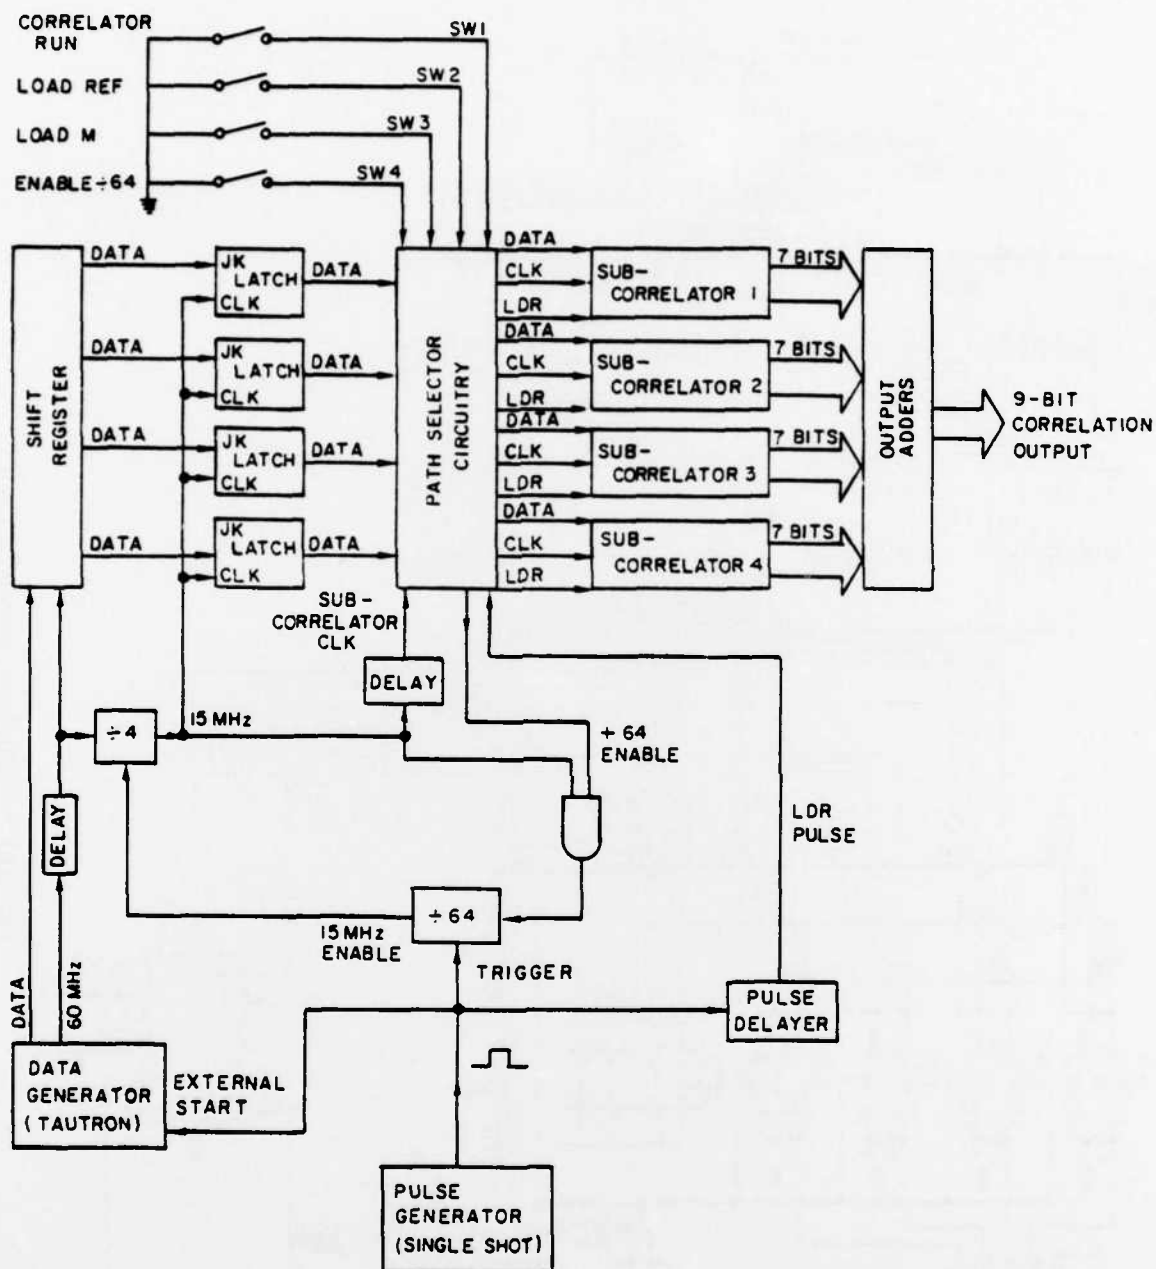 CORRELATOR
RUN
SW1
LOAD REF
SW2
LOAD M
SW3
ENABLE÷64
SW4
SHIFT
REGISTER
DATA
JK
LATCH
CLK
DATA
DATA
JK
LATCH
CLK
DATA
DATA
JK
LATCH
CLK
DATA
DATA
JK
LATCH
CLK
DATA
PATH SELECTOR
CIRCUITRY
DATA
CLK
LDR
SUB-
CORRELATOR 1
7 BITS
DATA
CLK
LDR
SUB-
CORRELATOR 2
7 BITS
DATA
CLK
LDR
SUB-
CORRELATOR 3
7 BITS
DATA
CLK
LDR
SUB-
CORRELATOR 4
7 BITS
OUTPUT
ADDERS
9-BIT
CORRELATION
OUTPUT
SUB-
CORRELATOR
CLK
DELAY
÷4
15 MHz
+ 64
ENABLE
DELAY
LDR
PULSE
÷ 64
15 MHz
ENABLE
TRIGGER
PULSE
DELAYER
DATA
60 MHz
DATA
GENERATOR
(TAUTRON)
EXTERNAL
START
PULSE
GENERATOR
(SINGLE SHOT)